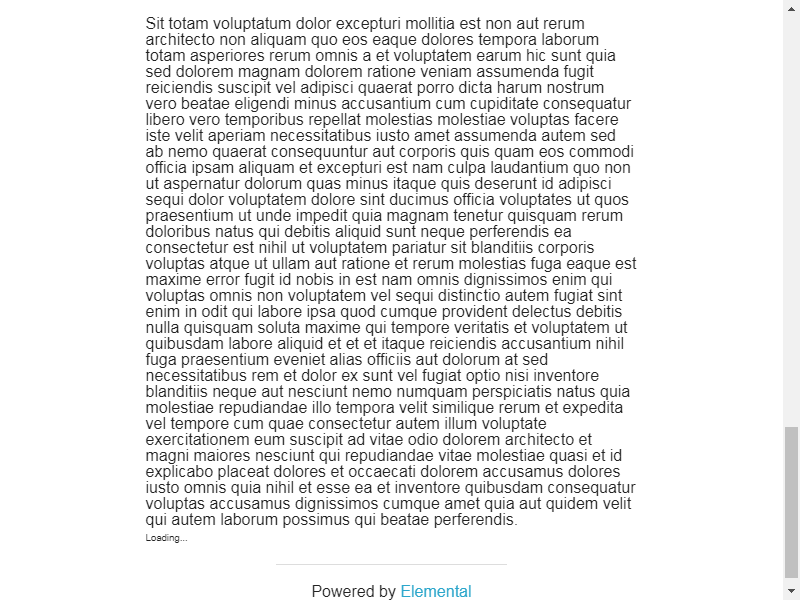 Sit totam voluptatum dolor excepturi mollitia est non aut rerum
architecto non aliquam quo eos eaque dolores tempora laborum
totam asperiores rerum omnis a et voluptatem earum hic sunt quia
sed dolorem magnam dolorem ratione veniam assumenda fugit
reiciendis suscipit vel adipisci quaerat porro dicta harum nostrum
vero beatae eligendi minus accusantium cum cupiditate consequatur
libero vero temporibus repellat molestias molestiae voluptas facere
iste velit aperiam necessitatibus iusto amet assumenda autem sed
ab nemo quaerat consequuntur aut corporis quis quam eos commodi
officia ipsam aliquam et excepturi est nam culpa laudantium quo non
ut aspernatur dolorum quas minus itaque quis deserunt id adipisci
sequi dolor voluptatem dolore sint ducimus officia voluptates ut quos
praesentium ut unde impedit quia magnam tenetur quisquam rerum
doloribus natus qui debitis aliquid sunt neque perferendis ea
consectetur est nihil ut voluptatem pariatur sit blanditiis corporis
voluptas atque ut ullam aut ratione et rerum molestias fuga eaque est
maxime error fugit id nobis in est nam omnis dignissimos enim qui
voluptas omnis non voluptatem vel sequi distinctio autem fugiat sint
enim in odit qui labore ipsa quod cumque provident delectus debitis
nulla quisquam soluta maxime qui tempore veritatis et voluptatem ut
quibusdam labore aliquid et et et itaque reiciendis accusantium nihil
fuga praesentium eveniet alias officiis aut dolorum at sed
necessitatibus rem et dolor ex sunt vel fugiat optio nisi inventore
blanditiis neque aut nesciunt nemo numquam perspiciatis natus quia
molestiae repudiandae illo tempora velit similique rerum et expedita
vel tempore cum quae consectetur autem illum voluptate
exercitationem eum suscipit ad vitae odio dolorem architecto et
magni maiores nesciunt qui repudiandae vitae molestiae quasi et id
explicabo placeat dolores et occaecati dolorem accusamus dolores
iusto omnis quia nihil et esse ea et inventore quibusdam consequatur
voluptas accusamus dignissimos cumque amet quia aut quidem velit
qui autem laborum possimus qui beatae perferendis.
Loading...
Powered by Elemental